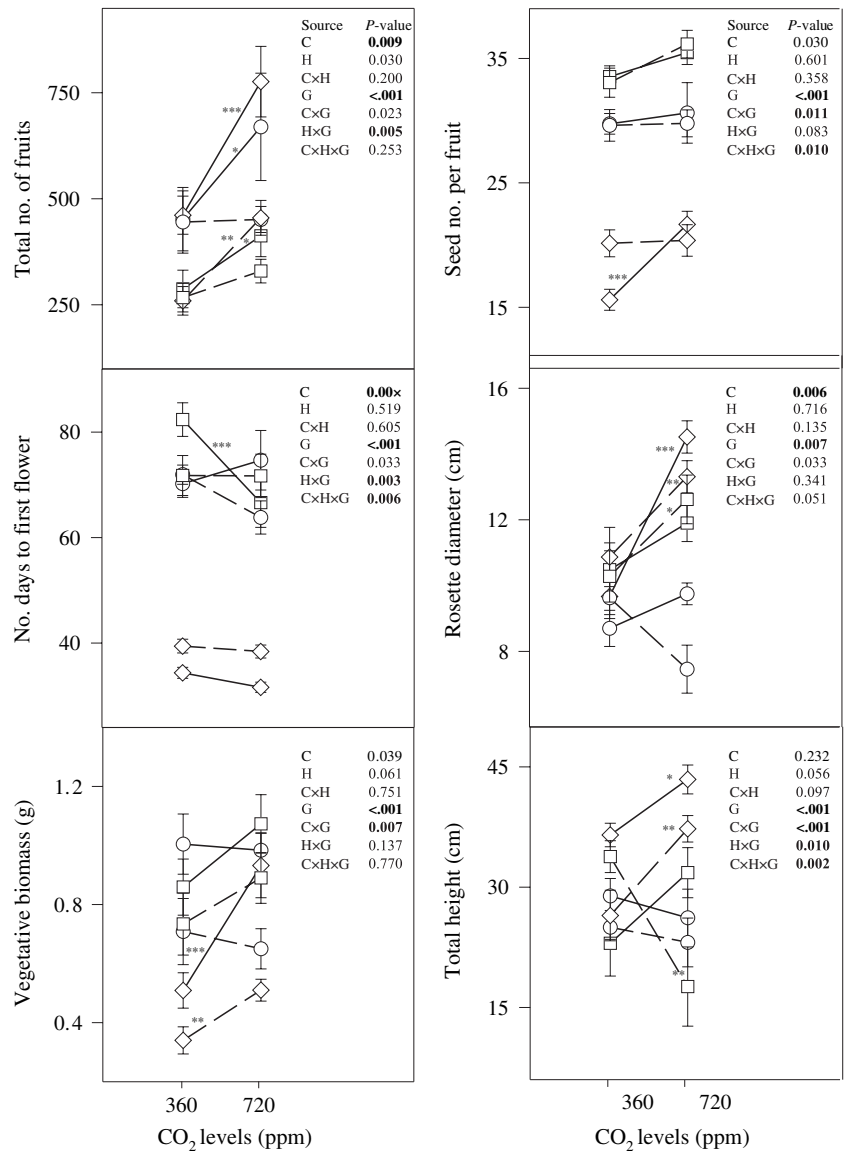 Source P-value
C 0.009
H 0.030
C×H 0.200
G <.001
C×G 0.023
H×G 0.005
C×H×G 0.253
Total no. of fruits
750
500
250
***
*
**
*
Source P-value
C 0.030
H 0.601
C×H 0.358
G <.001
C×G 0.011
H×G 0.083
C×H×G 0.010
Seed no. per fruit
35
25
15
***
C 0.00×
H 0.519
C×H 0.605
G <.001
C×G 0.033
H×G 0.003
C×H×G 0.006
No. days to first flower
80
60
40
***
C 0.006
H 0.716
C×H 0.135
G 0.007
C×G 0.033
H×G 0.341
C×H×G 0.051
Rosette diameter (cm)
16
12
8
***
**
*
C 0.039
H 0.061
C×H 0.751
G <.001
C×G 0.007
H×G 0.137
C×H×G 0.770
Vegetative biomass (g)
1.2
0.8
0.4
***
**
360 720
CO2 levels (ppm)
C 0.232
H 0.056
C×H 0.097
G <.001
C×G <.001
H×G 0.010
C×H×G 0.002
Total height (cm)
45
30
15
*
**
**
360 720
CO2 levels (ppm)